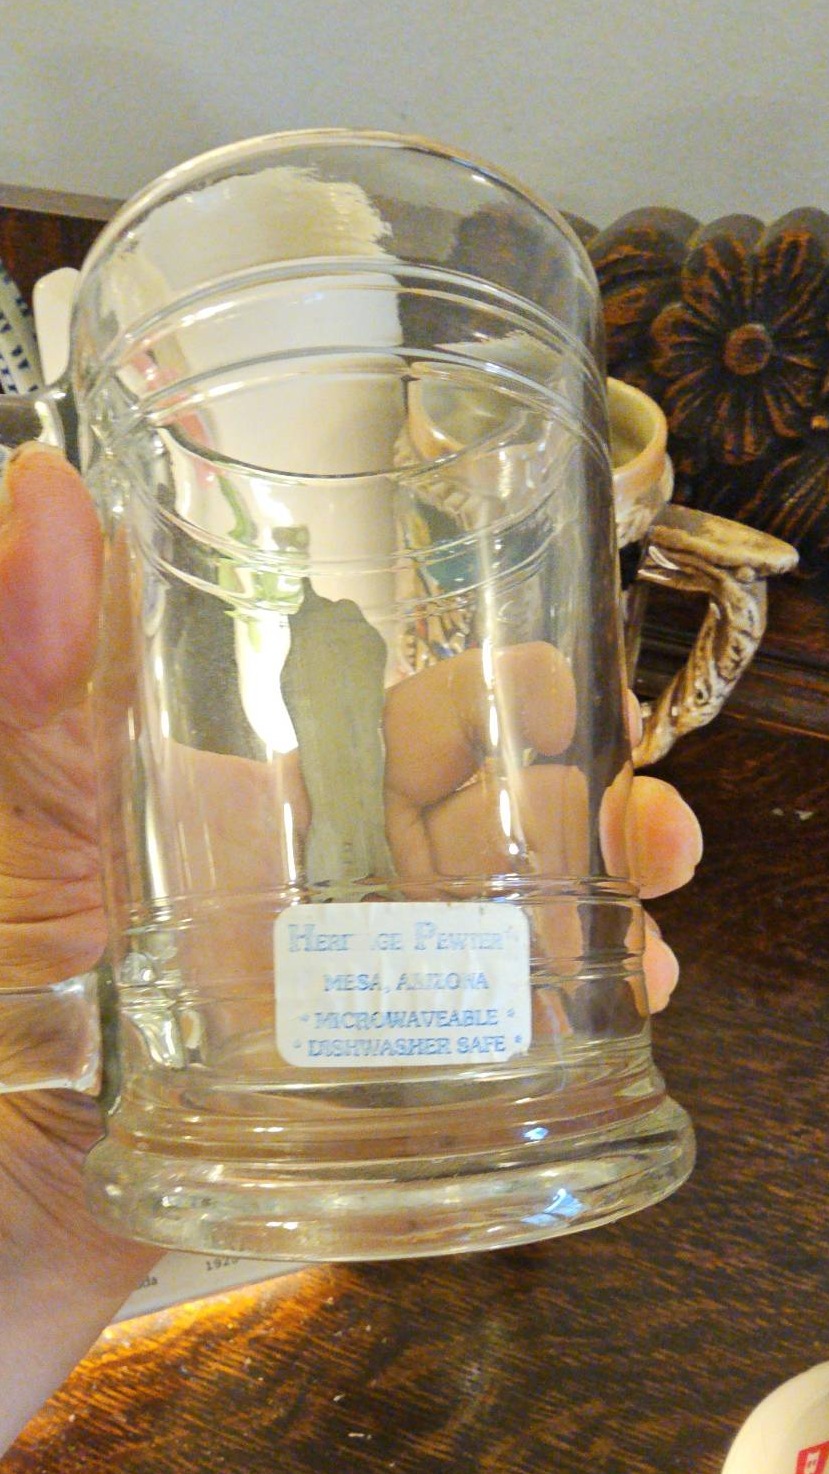 HERITAGE PEWTER
MESA, ARIZONA
* MICROWAVEABLE *
* DISHWASHER SAFE *